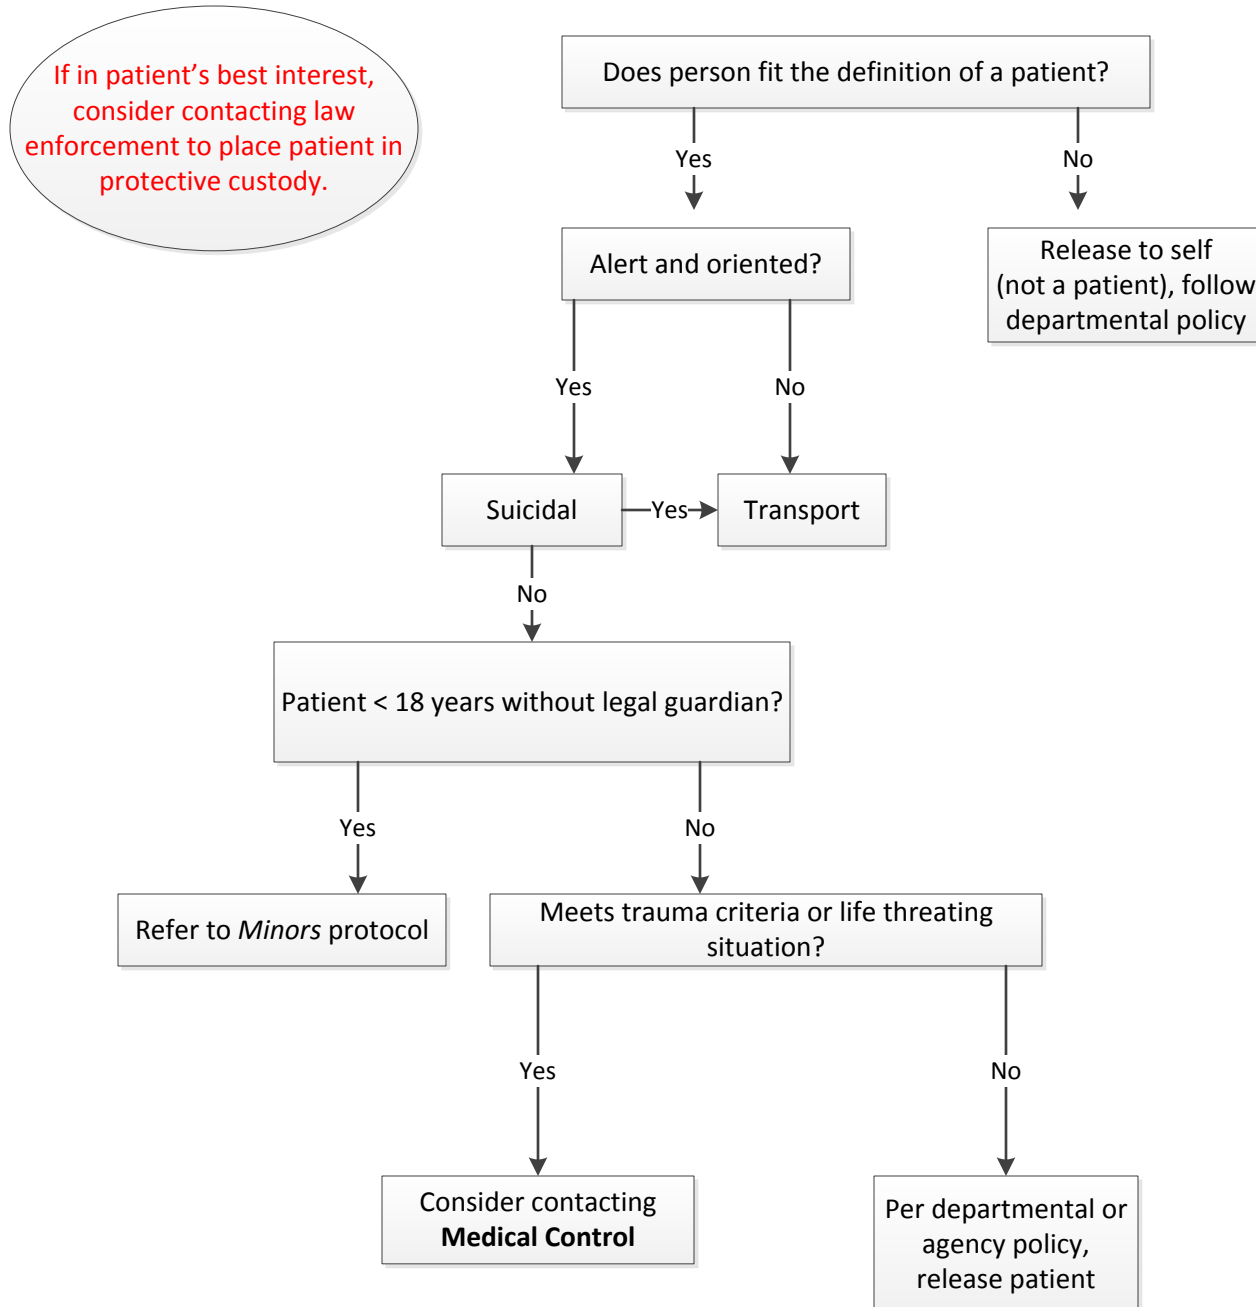 If in patient’s best interest,
consider contacting law
enforcement to place patient in
protective custody.
Does person fit the definition of a patient?
Yes
No
Alert and oriented?
Release to self
(not a patient), follow
departmental policy
Yes
No
Suicidal
Yes
Transport
No
Patient < 18 years without legal guardian?
Yes
No
Refer to Minors protocol
Meets trauma criteria or life threating
situation?
Yes
No
Consider contacting
Medical Control
Per departmental or
agency policy,
release patient